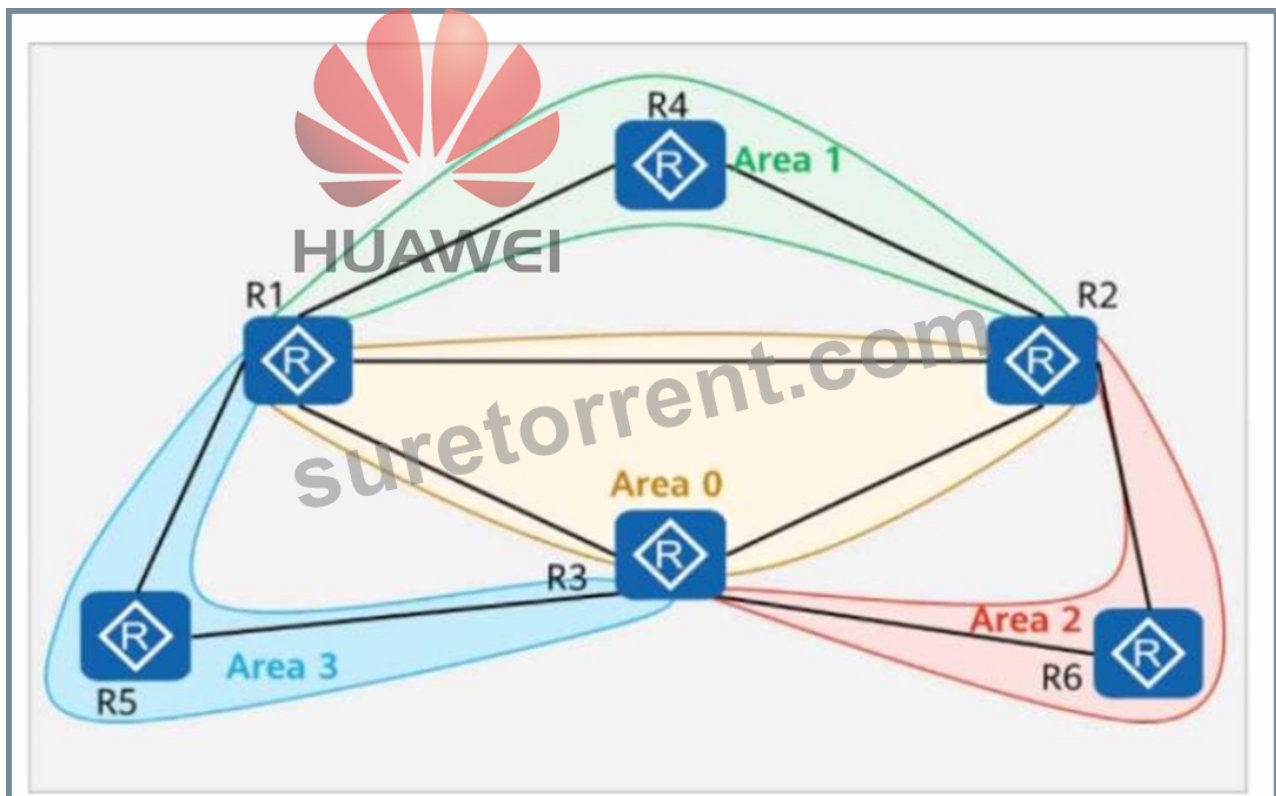 R4
R
Area 1
HUAWEI
R1
R2
R
R
suretorrent.com
Area 0
R
R3
Area 2
R
Area 3
R
R6
R5